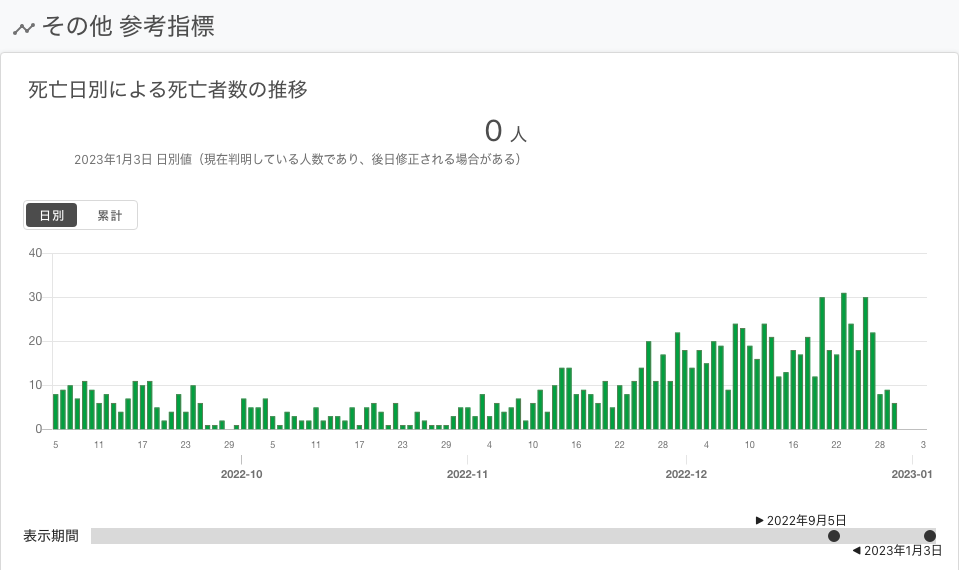 その他 参考指標
死亡日別による死亡者数の推移
0 人
2023年1月3日 日別値（現在判明している人数であり、後日修正される場合がある）
日別 累計
40
30
20
10
0
5 11 17 23 29 5 11 17 23 29 4 10 16 22 28 4 10 16 22 28 3
2022-10 2022-11 2022-12 2023-01
▶ 2022年9月5日
表示期間
◀ 2023年1月3日